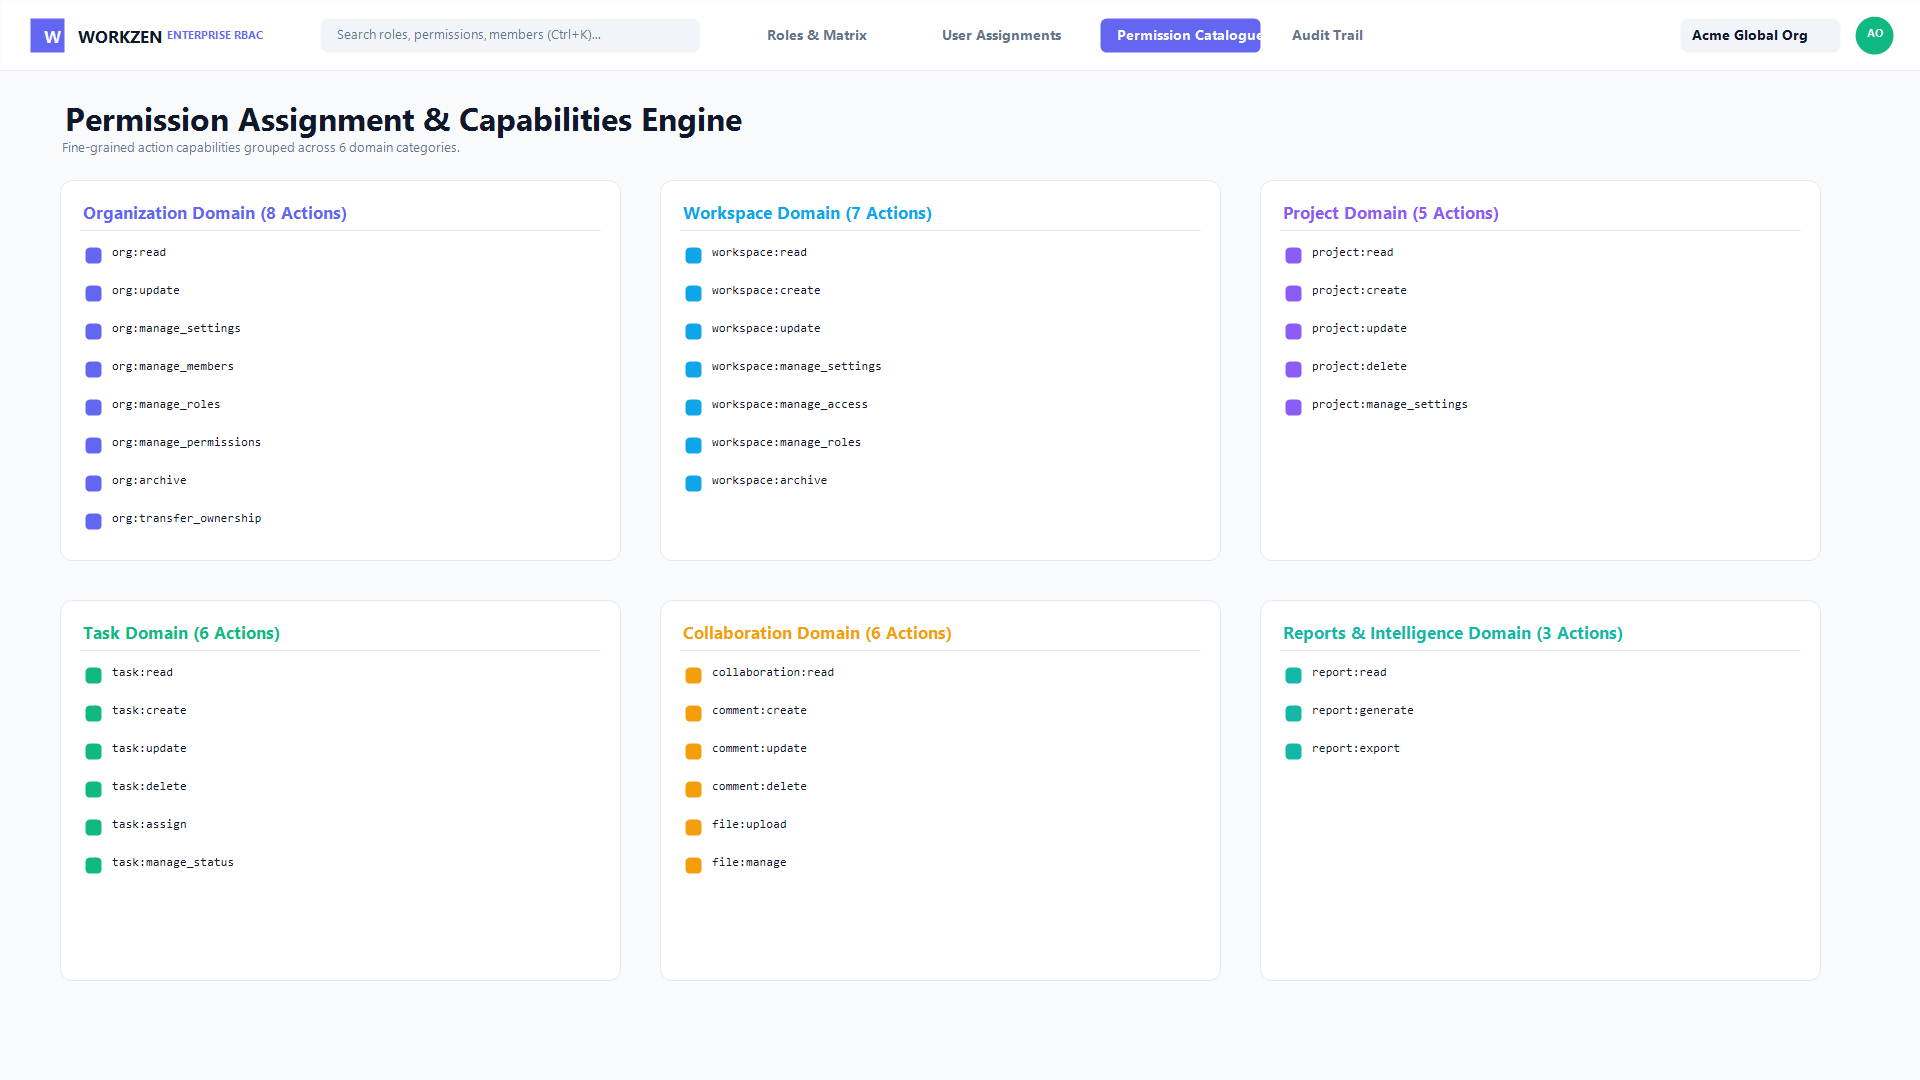 W WORKZEN ENTERPRISE RBAC Search roles, permissions, members (Ctrl+K)... Roles & Matrix User Assignments Permission Catalogue Audit Trail Acme Global Org AO
Permission Assignment & Capabilities Engine
Fine-grained action capabilities grouped across 6 domain categories.
Organization Domain (8 Actions)
org:read
org:update
org:manage_settings
org:manage_members
org:manage_roles
org:manage_permissions
org:archive
org:transfer_ownership
Workspace Domain (7 Actions)
workspace:read
workspace:create
workspace:update
workspace:manage_settings
workspace:manage_access
workspace:manage_roles
workspace:archive
Project Domain (5 Actions)
project:read
project:create
project:update
project:delete
project:manage_settings
Task Domain (6 Actions)
task:read
task:create
task:update
task:delete
task:assign
task:manage_status
Collaboration Domain (6 Actions)
collaboration:read
comment:create
comment:update
comment:delete
file:upload
file:manage
Reports & Intelligence Domain (3 Actions)
report:read
report:generate
report:export